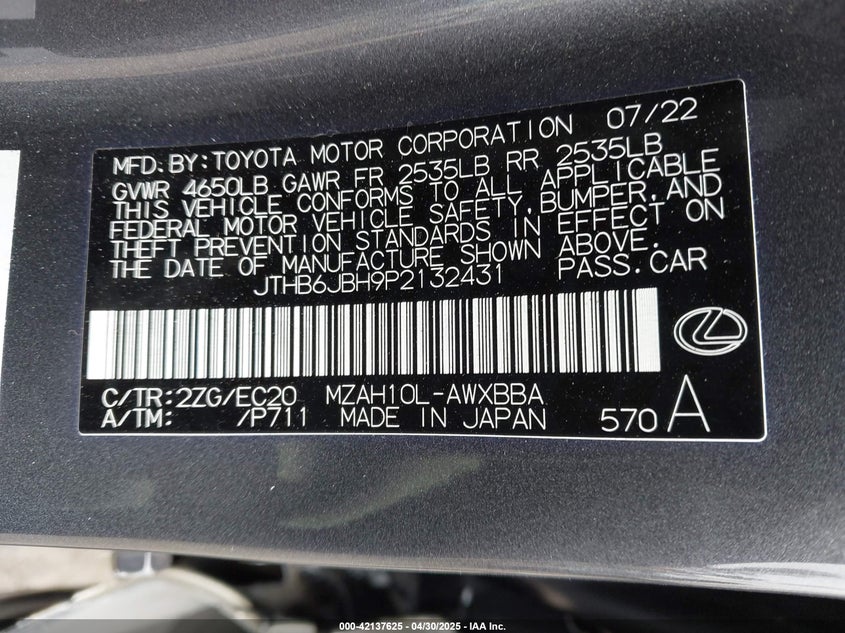 MFD. BY: TOYOTA MOTOR CORPORATION 07/22
GVWR 4650LB GAWR FR 2535LB RR 2535LB
THIS VEHICLE CONFORMS TO ALL APPLICABLE
FEDERAL MOTOR VEHICLE SAFETY, BUMPER, AND
THEFT PREVENTION STANDARDS IN EFFECT ON
THE DATE OF MANUFACTURE SHOWN ABOVE.
JTHB6JBH9P2132431 PASS. CAR
C/TR: 2ZG/EC20 MZAH10L-AWXBBA
A/TM: /P711 MADE IN JAPAN 570 A
000-42137625 - 04/30/2025 - IAA Inc.